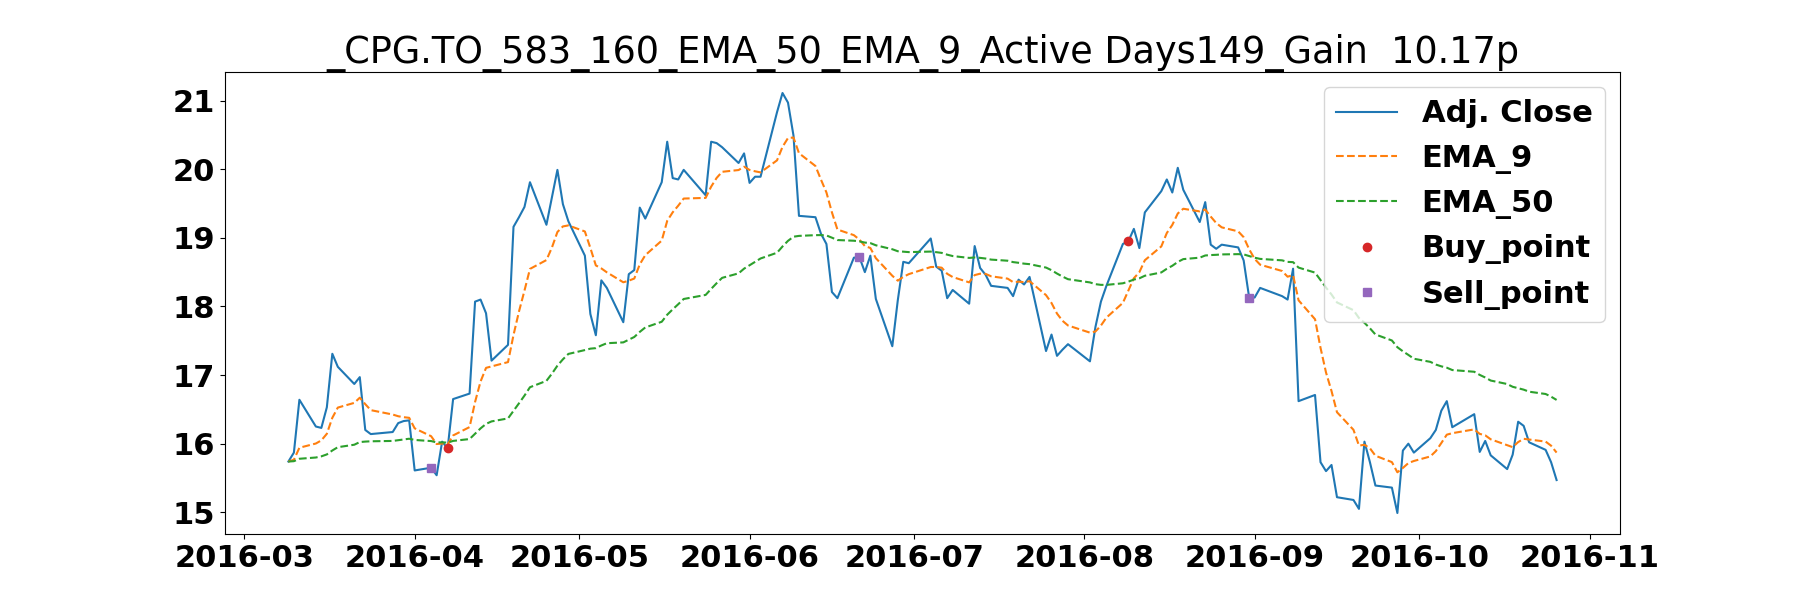 _CPG.TO_583_160_EMA_50_EMA_9_Active Days149_Gain  10.17p
21
20
19
18
17
16
15
Adj. Close
EMA_9
EMA_50
Buy_point
Sell_point
2016-03 2016-04 2016-05 2016-06 2016-07 2016-08 2016-09 2016-10 2016-11